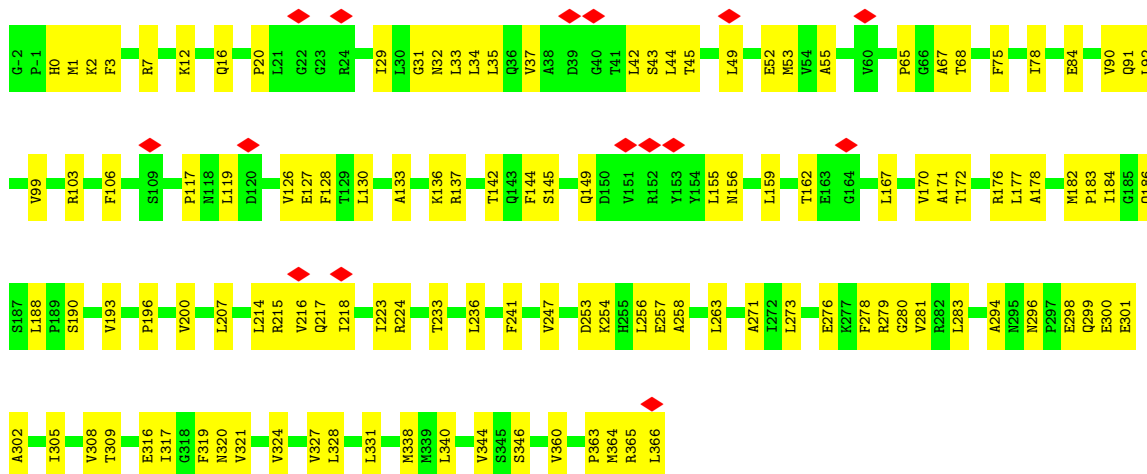 G-2 P-1 H0 M1 K2 F3 R7 K12 Q16 P20 L21 G22 G23 R24 I29 L30 G31 N32 L33 L34 L35 Q36 V37 A38 D39 G40 T41 L42 S43 L44 T45 L49 E52 M53 V54 A55 V60 P65 G66 A67 T68 F75 I78 E84 V90 Q91
V99 R103 F106 S109 P117 N118 L119 D120 V126 E127 F128 T129 L130 A133 K136 R137 T142 Q143 F144 S145 Q149 D150 V151 R152 Y153 Y154 L155 N156 L159 T162 E163 G164 L167 V170 A171 T172 R176 L177 A178 M182 P183 I184 G185
S187 L188 P189 S190 V193 P196 V200 L207 L214 R215 V216 Q217 I218 I223 R224 T233 L236 F241 V247 D253 K254 H255 L256 E257 A258 L263 A271 I272 L273 E276 K277 F278 R279 G280 V281 R282 L283 A294 N295 N296 P297 E298 Q299 E300 E301
A302 I305 V308 T309 E316 I317 G318 F319 N320 V321 V324 V327 L328 L331 M338 M339 L340 V344 S345 S346 V360 P363 M364 R365 L366